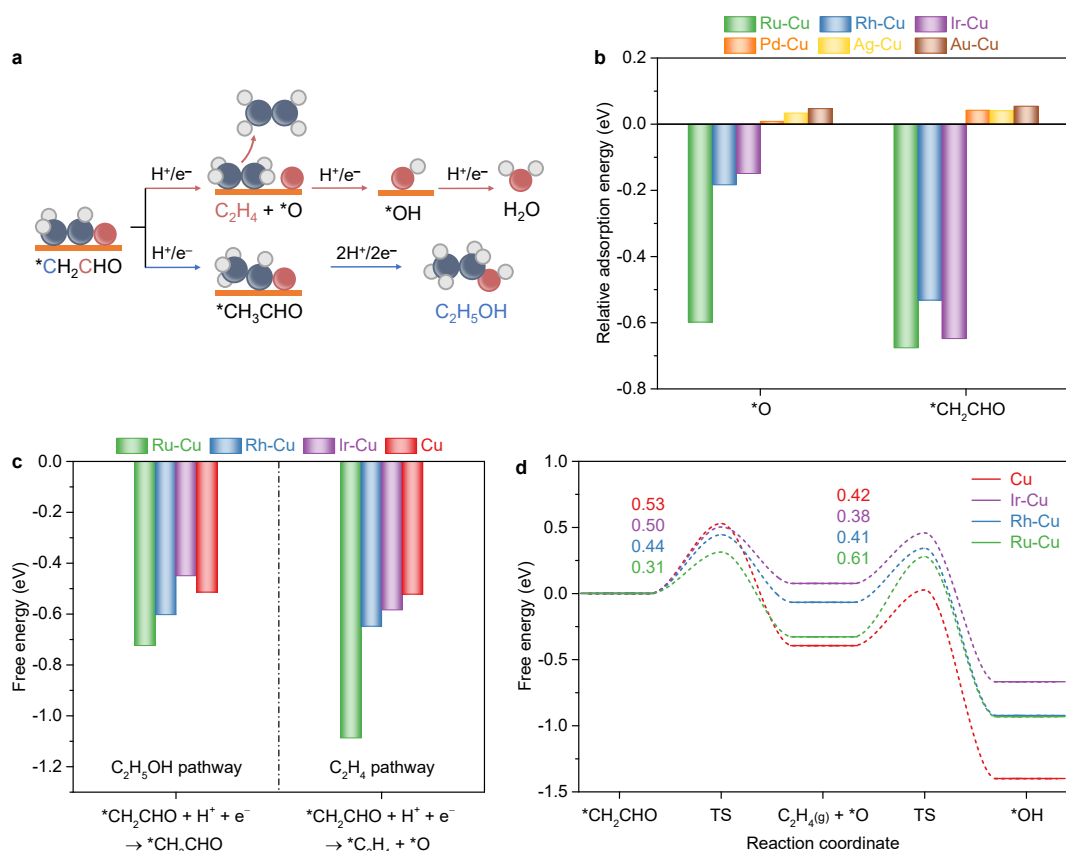 a
H⁺/e⁻
H⁺/e⁻
H⁺/e⁻
C₂H₄ + *O
*OH
H₂O
*CH₂CHO
H⁺/e⁻
2H⁺/2e⁻
*CH₃CHO
C₂H₅OH
b
Ru-Cu Rh-Cu Ir-Cu
Pd-Cu Ag-Cu Au-Cu
Relative adsorption energy (eV)
0.2
0.0
-0.2
-0.4
-0.6
-0.8
*O
*CH₂CHO
c
Ru-Cu Rh-Cu Ir-Cu Cu
Free energy (eV)
0.0
-0.2
-0.4
-0.6
-0.8
-1.0
-1.2
C₂H₅OH pathway
C₂H₄ pathway
*CH₂CHO + H⁺ + e⁻
*CH₂CHO + H⁺ + e⁻
d
Free energy (eV)
1.0
0.5
0.0
-0.5
-1.0
-1.5
0.53
0.50
0.44
0.31
0.42
0.38
0.41
0.61
Cu
Ir-Cu
Rh-Cu
Ru-Cu
*CH₂CHO
TS
C₂H₄₍g₎ + *O
TS
*OH
Reaction coordinate